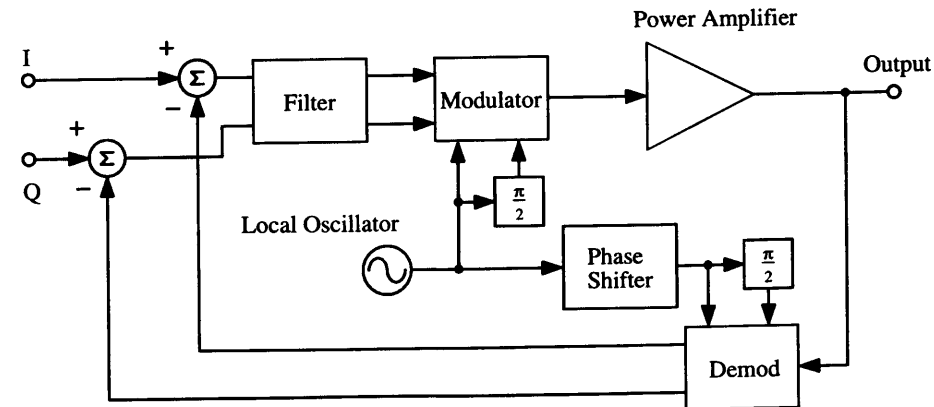 Power Amplifier
I
+
Σ
−
Filter
Modulator
Output
+
Σ
−
Q
π
2
Local Oscillator
Phase
Shifter
π
2
Demod